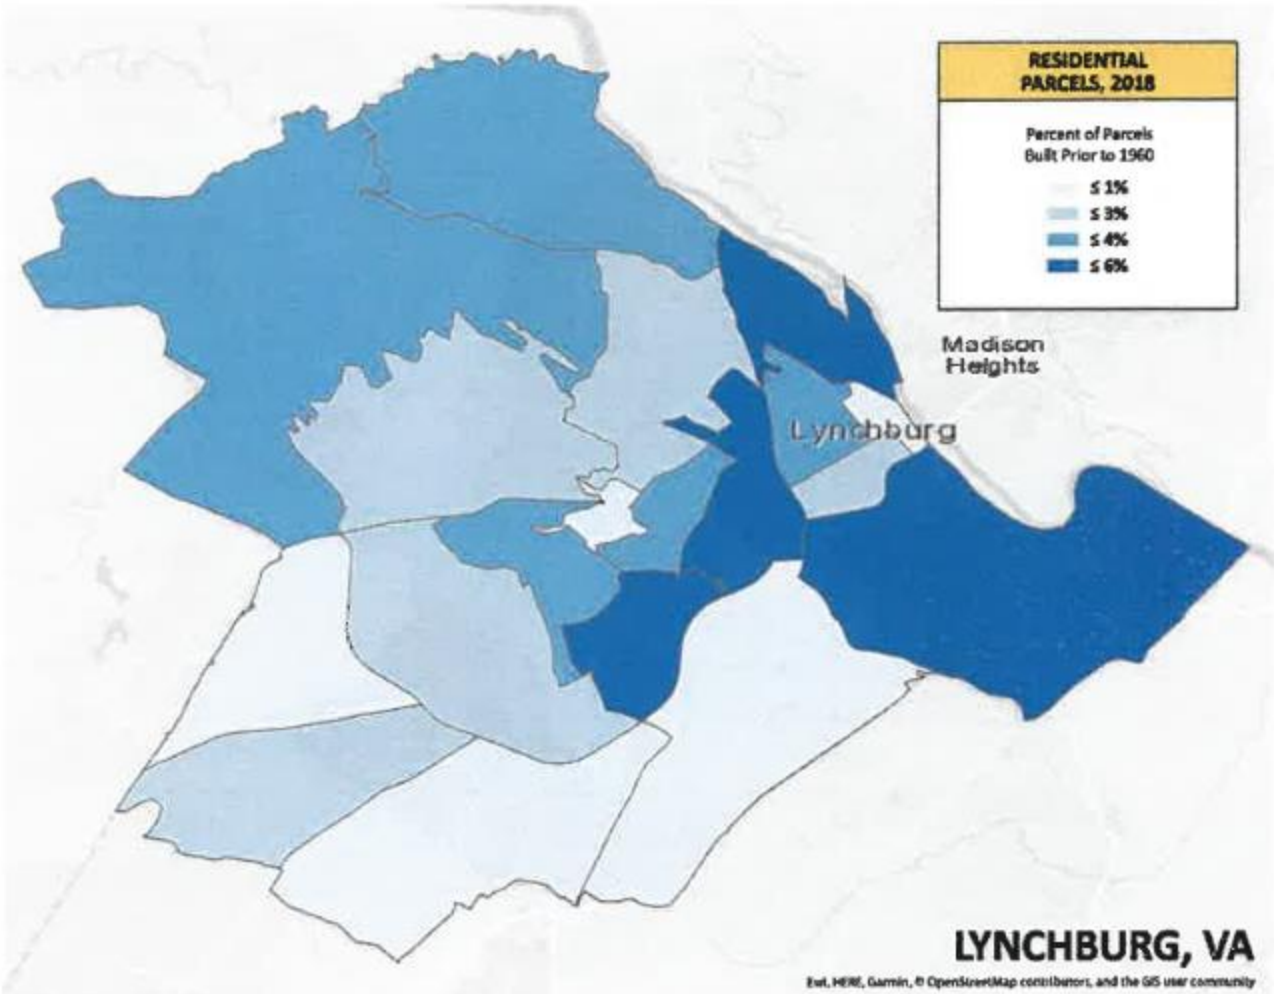 RESIDENTIAL
PARCELS, 2018
Percent of Parcels
Built Prior to 1960
≤ 1%
≤ 3%
≤ 4%
≤ 6%
Madison
Heights
Lynchburg
LYNCHBURG, VA
Esri, HERE, Garmin, © OpenStreetMap contributors, and the GIS user community